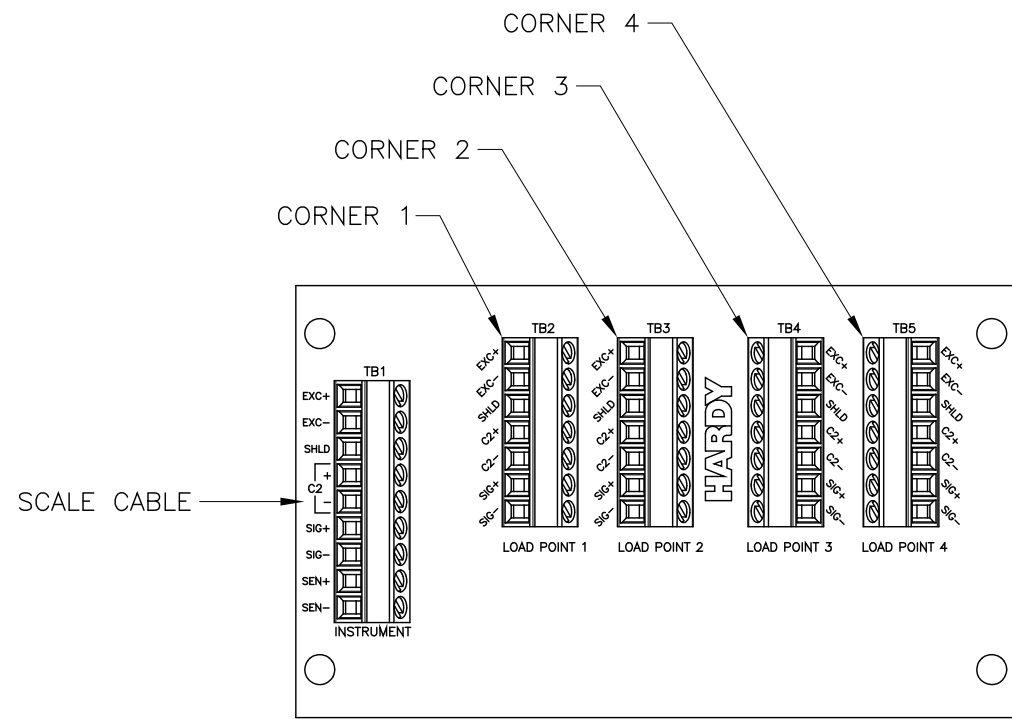 CORNER 4
CORNER 3
CORNER 2
CORNER 1
SCALE CABLE
TB1
EXC+
EXC−
SHLD
C2
+
−
SIG+
SIG−
SEN+
SEN−
INSTRUMENT
TB2
EXC+
EXC−
SHLD
C2+
C2−
SIG+
SIG−
LOAD POINT 1
TB3
EXC+
EXC−
SHLD
C2+
C2−
SIG+
SIG−
LOAD POINT 2
HARDY
TB4
EXC+
EXC−
SHLD
C2+
C2−
SIG+
SIG−
LOAD POINT 3
TB5
EXC+
EXC−
SHLD
C2+
C2−
SIG+
SIG−
LOAD POINT 4